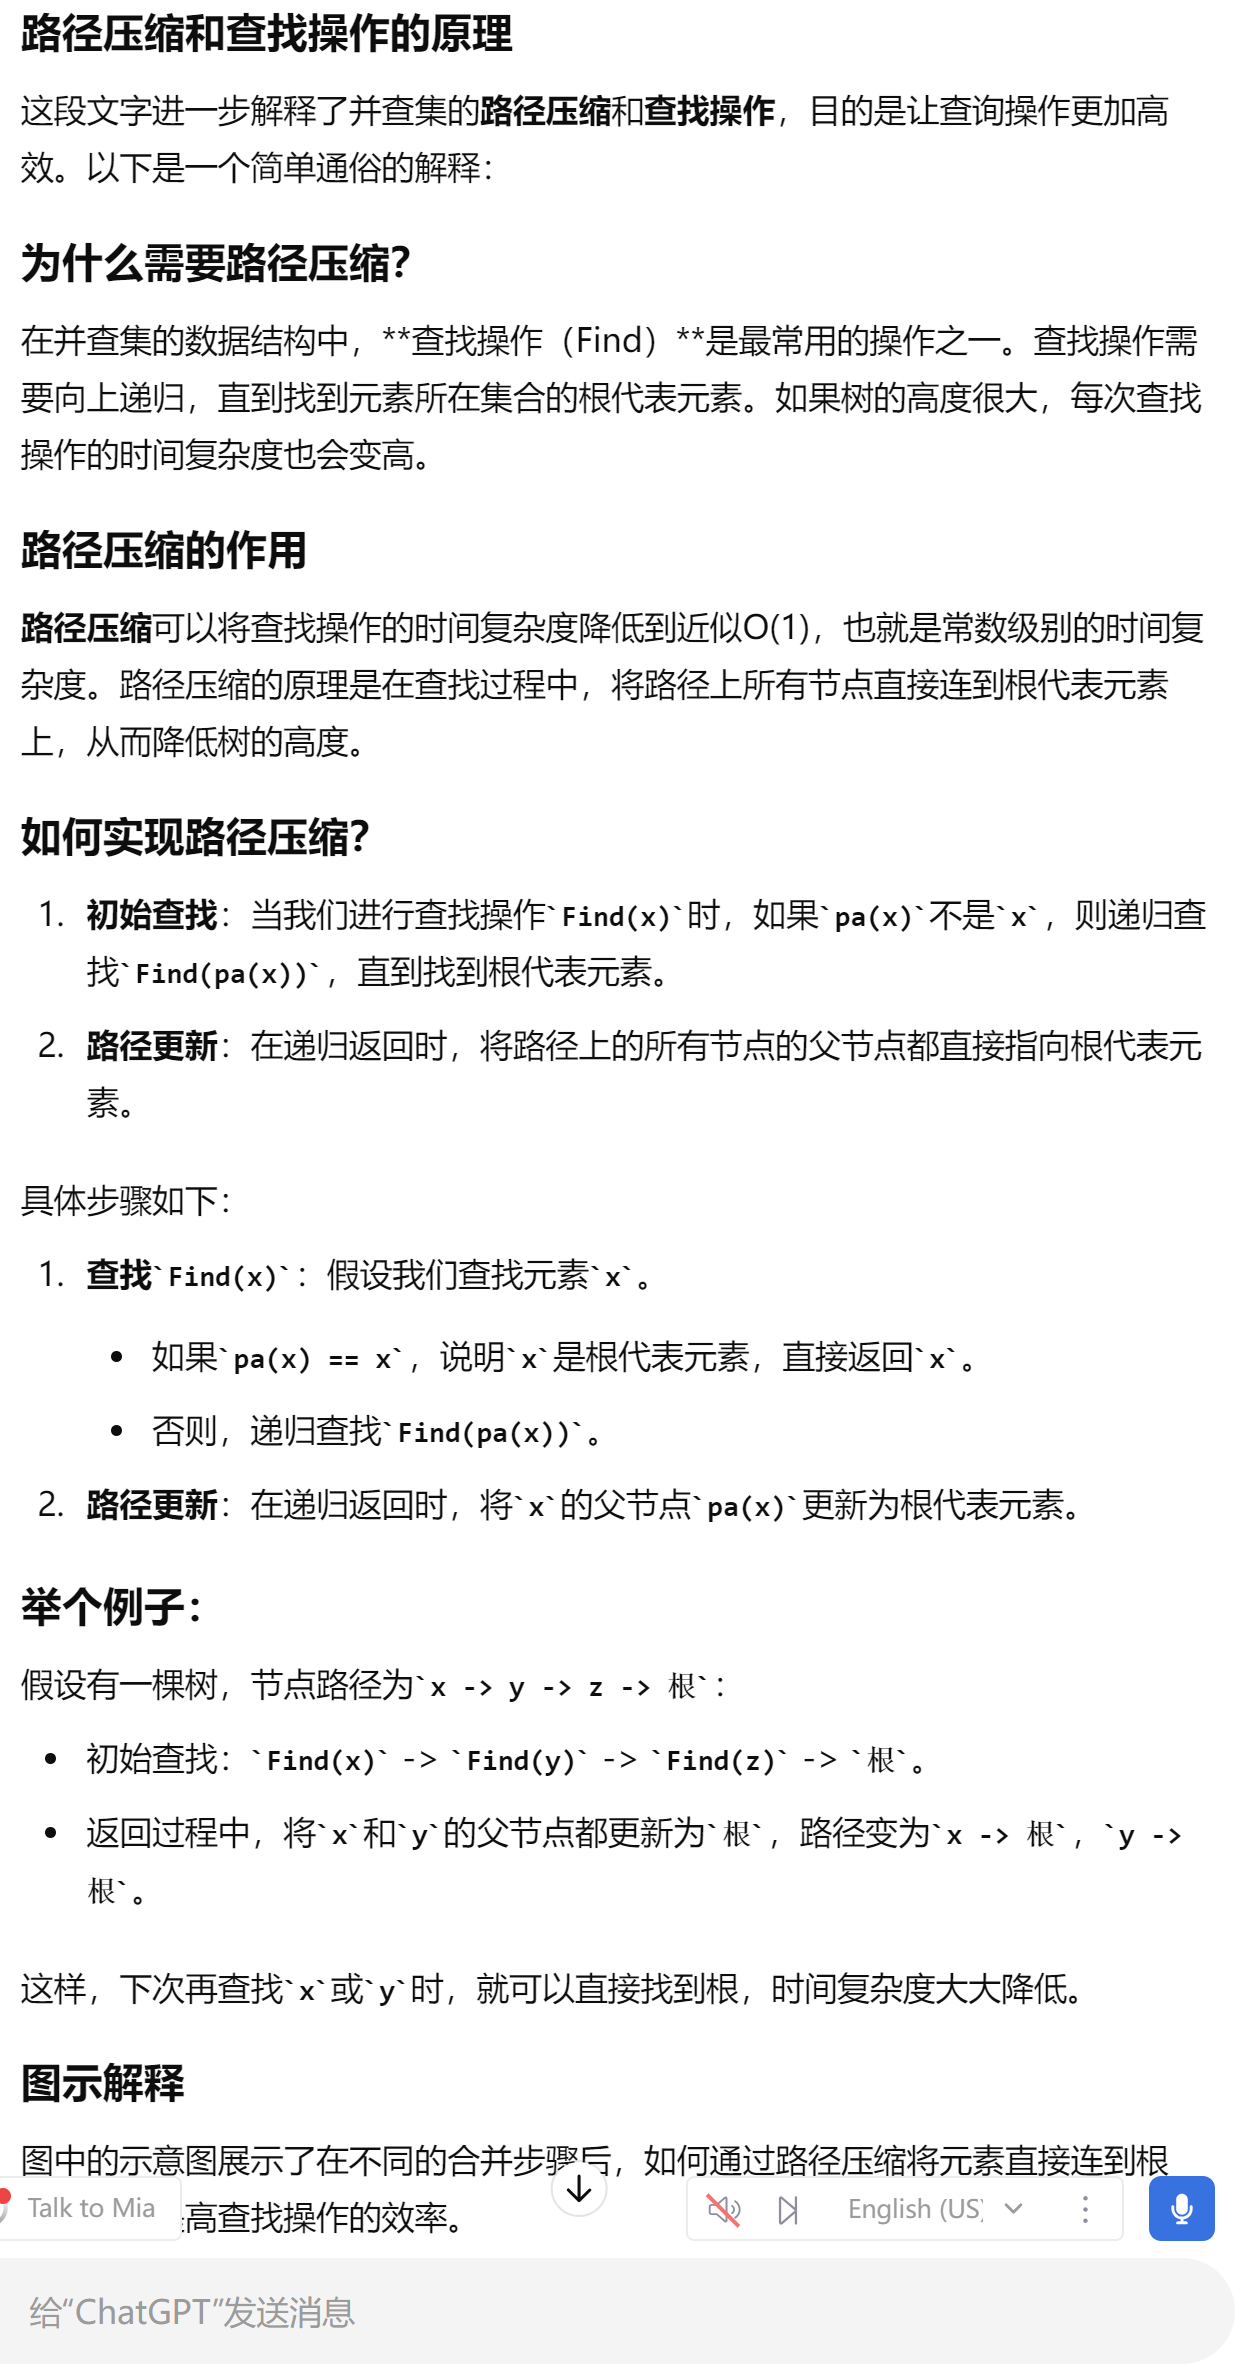 路径压缩和查找操作的原理
这段文字进一步解释了并查集的路径压缩和查找操作，目的是让查询操作更加高
效。以下是一个简单通俗的解释：
为什么需要路径压缩？
在并查集的数据结构中，**查找操作（Find）**是最常用的操作之一。查找操作需
要向上递归，直到找到元素所在集合的根代表元素。如果树的高度很大，每次查找
操作的时间复杂度也会变高。
路径压缩的作用
路径压缩可以将查找操作的时间复杂度降低到近似O(1)，也就是常数级别的时间复
杂度。路径压缩的原理是在查找过程中，将路径上所有节点直接连到根代表元素
上，从而降低树的高度。
如何实现路径压缩？
1. 初始查找：当我们进行查找操作`Find(x)`时，如果`pa(x)`不是`x`，则递归查
找`Find(pa(x))`，直到找到根代表元素。
2. 路径更新：在递归返回时，将路径上的所有节点的父节点都直接指向根代表元
素。
具体步骤如下：
1. 查找`Find(x)`：假设我们查找元素`x`。
• 如果`pa(x) == x`，说明`x`是根代表元素，直接返回`x`。
• 否则，递归查找`Find(pa(x))`。
2. 路径更新：在递归返回时，将`x`的父节点`pa(x)`更新为根代表元素。
举个例子：
假设有一棵树，节点路径为`x -> y -> z -> 根`：
• 初始查找：`Find(x)` -> `Find(y)` -> `Find(z)` -> `根`。
• 返回过程中，将`x`和`y`的父节点都更新为`根`，路径变为`x -> 根`，`y ->
根`。
这样，下次再查找`x`或`y`时，就可以直接找到根，时间复杂度大大降低。
图示解释
图中的示意图展示了在不同的合并步骤后，如何通过路径压缩将元素直接连到根
高查找操作的效率。
Talk to Mia
English (US)
给“ChatGPT”发送消息